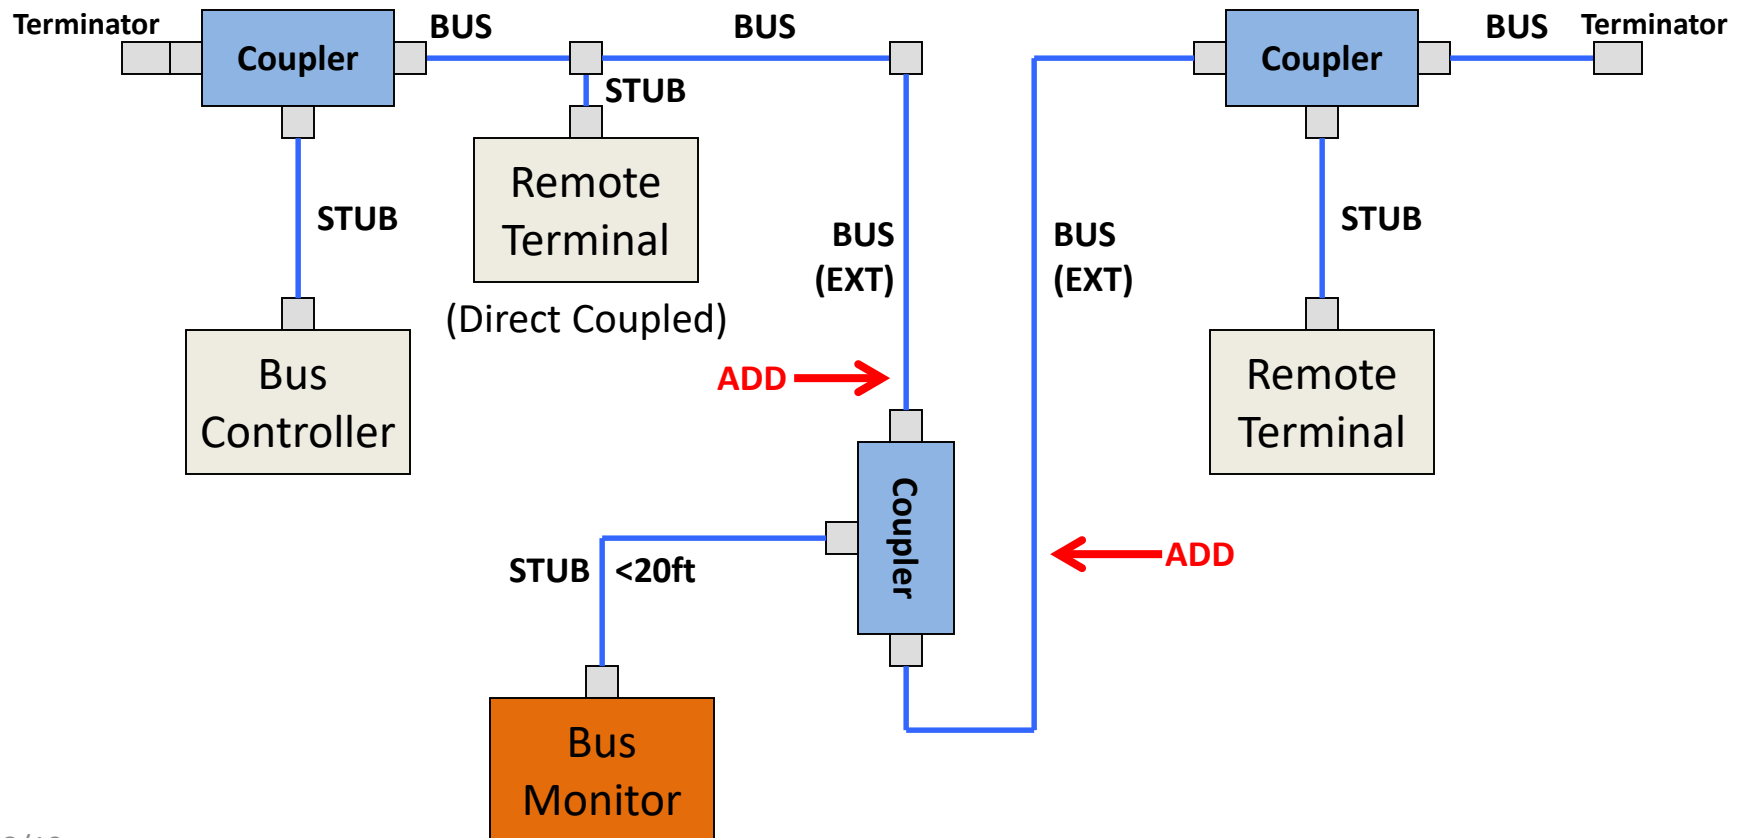 Terminator
Coupler
BUS
BUS
Coupler
BUS
Terminator
STUB
Remote
Terminal
(Direct Coupled)
STUB
BUS
(EXT)
BUS
(EXT)
STUB
Bus
Controller
ADD
Remote
Terminal
Coupler
STUB
<20ft
ADD
Bus
Monitor